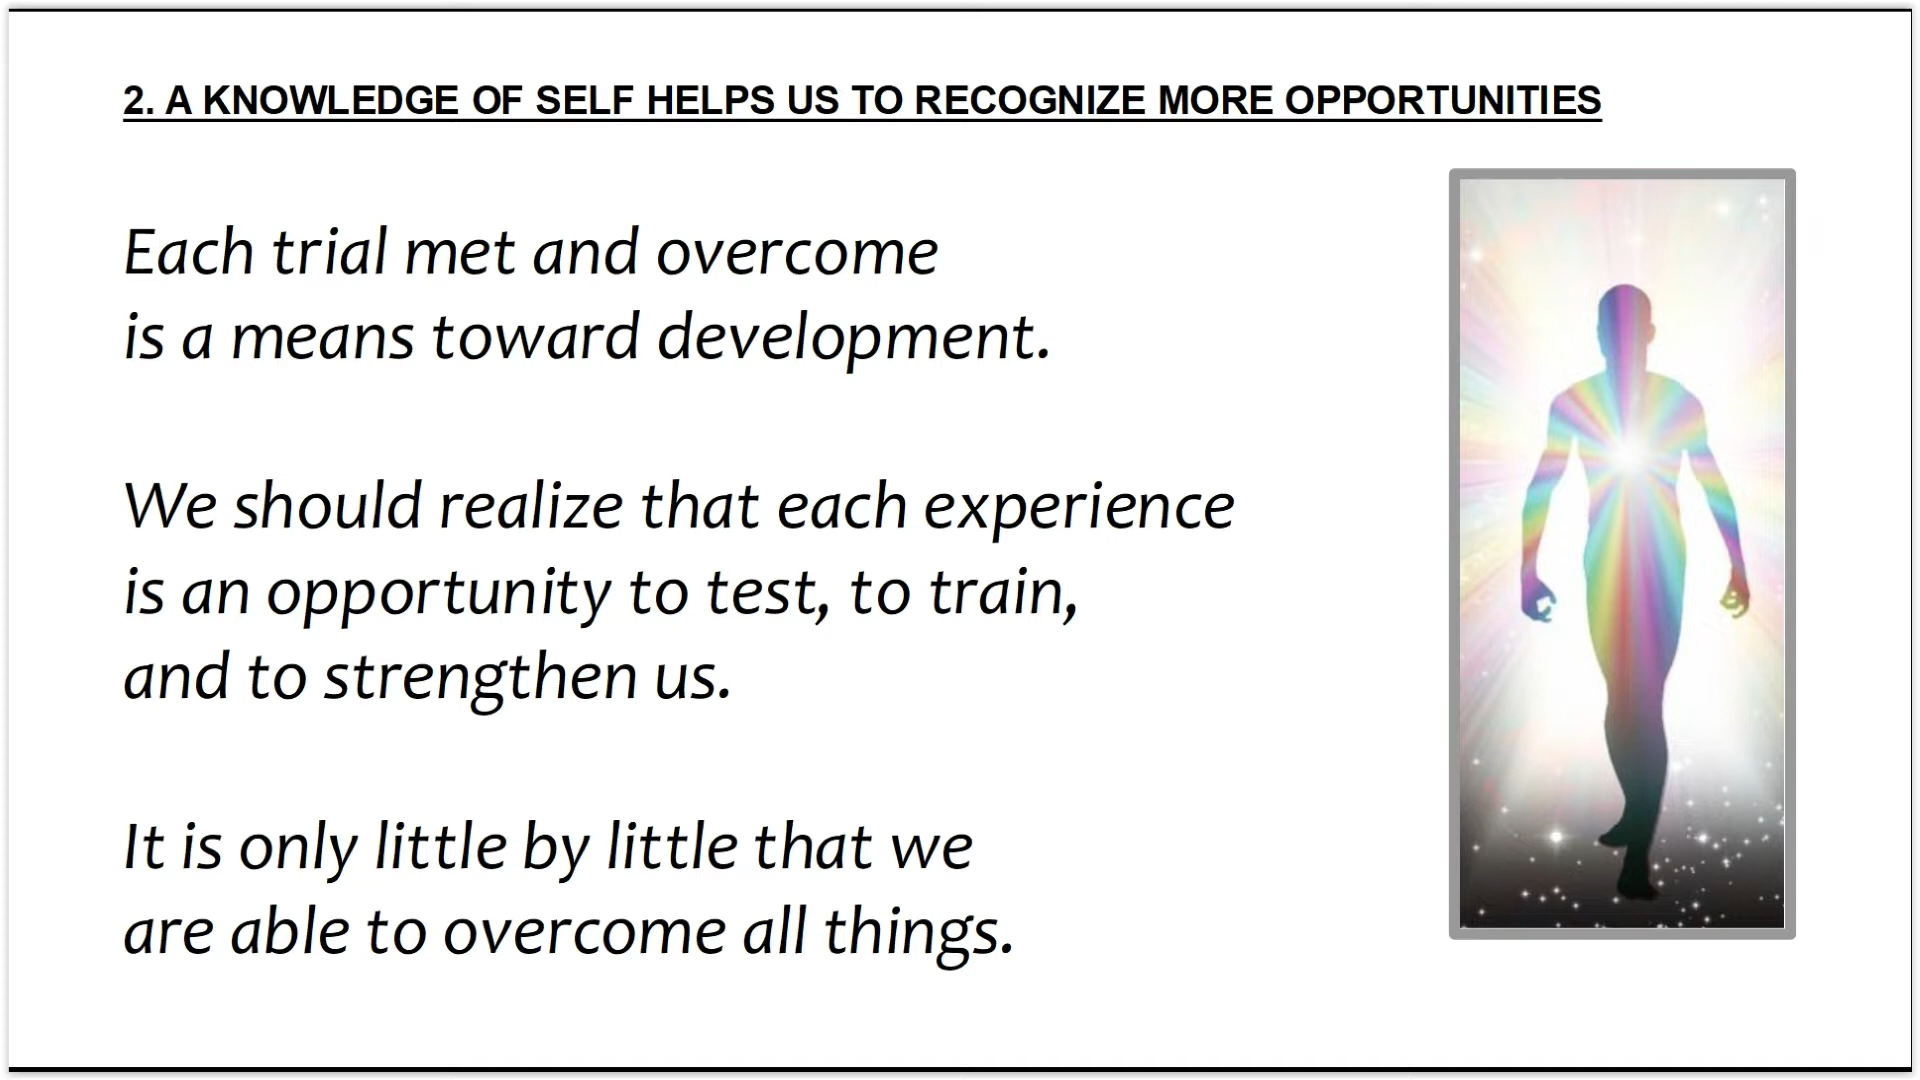 2. A KNOWLEDGE OF SELF HELPS US TO RECOGNIZE MORE OPPORTUNITIES
Each trial met and overcome
is a means toward development.
We should realize that each experience
is an opportunity to test, to train,
and to strengthen us.
It is only little by little that we
are able to overcome all things.